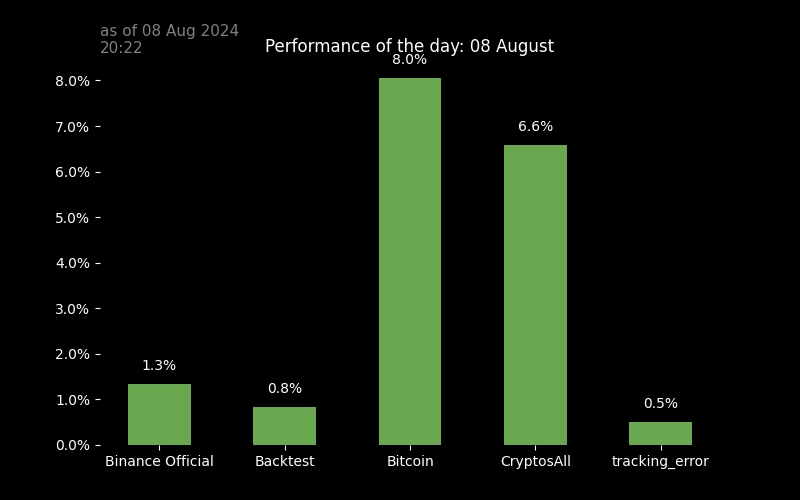 as of 08 Aug 2024
20:22
Performance of the day: 08 August
8.0%
7.0%
6.0%
5.0%
4.0%
3.0%
2.0%
1.0%
0.0%
1.3%
0.8%
8.0%
6.6%
0.5%
Binance Official
Backtest
Bitcoin
CryptosAll
tracking_error